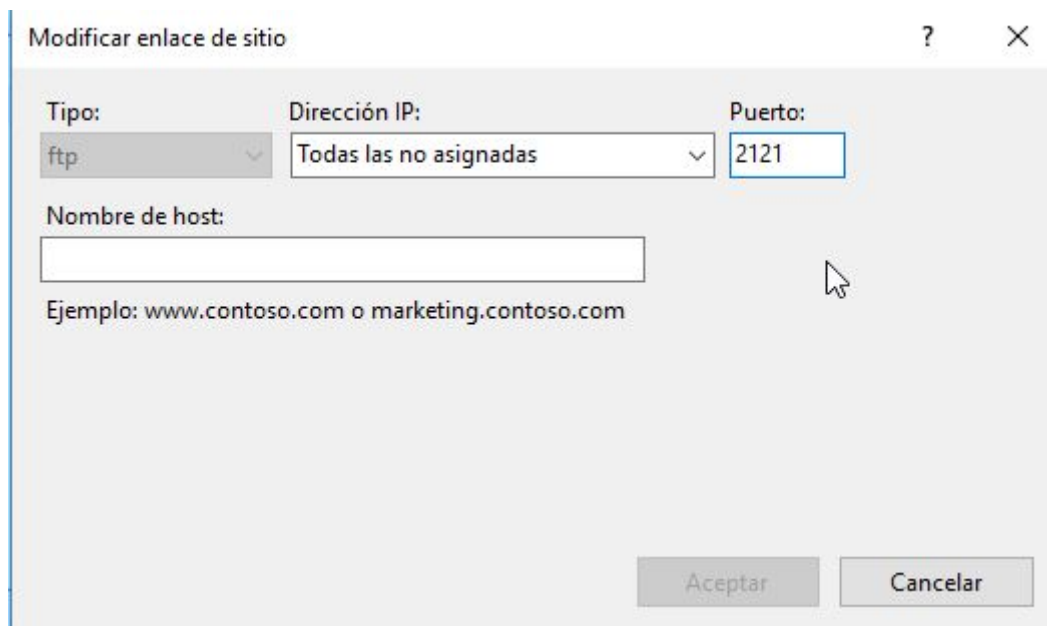 Modificar enlace de sitio ?
Tipo: Dirección IP: Puerto:
ftp Todas las no asignadas 2121
Nombre de host:
Ejemplo: www.contoso.com o marketing.contoso.com
Aceptar Cancelar